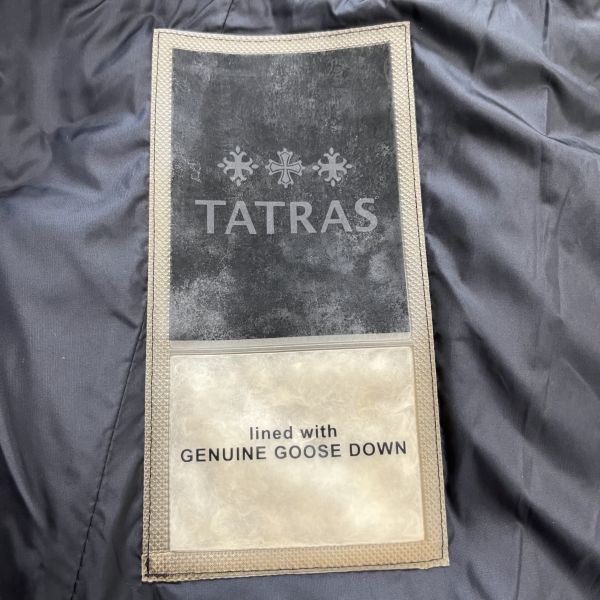 TATRAS
lined with
GENUINE GOOSE DOWN